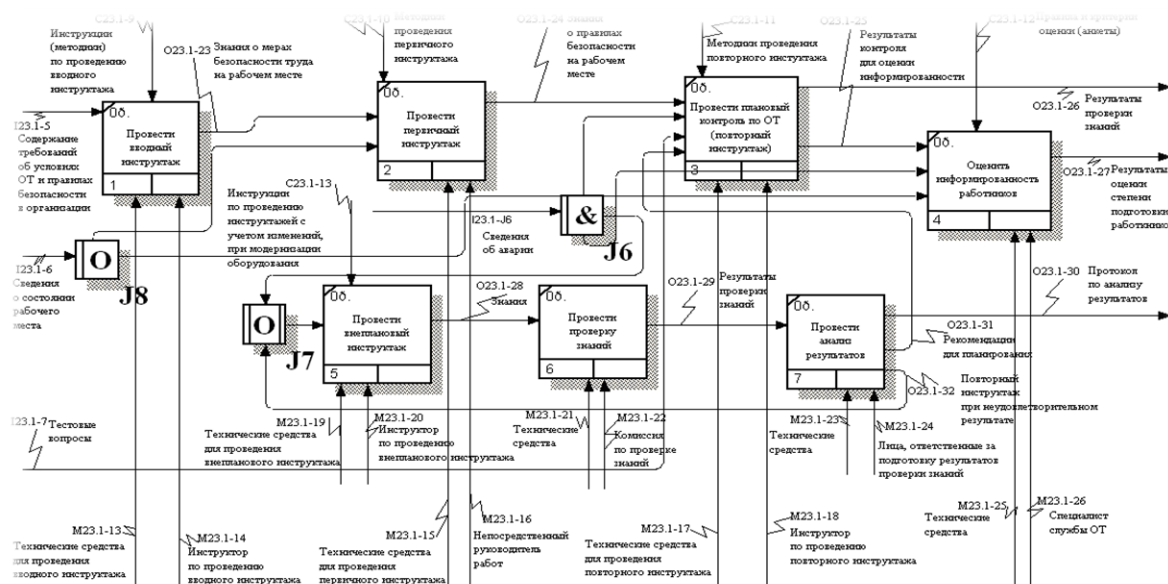 Инструкции
(методики)
по проведению
вводного
инструктажа
O23.1-23
Знания о мерах
безопасности труда
на рабочем месте
Методики
проведения
первичного
инструктажа
O23.1-24
Знания
о правилах
безопасности
на рабочем
месте
C23.1-11
Методики проведения
повторного инстуктажа
O23.1-25
Результаты
контроля
для оценки
информированности
C23.1-12
Правила и критерии
оценки (анкеты)
I23.1-5
Содержание
требований
об условиях
ОТ и правилах
безопасности
в организации
0б.
Провести
вводный
инструктаж
1
0б.
Провести
первичный
инструктаж
2
0б.
Провести плановый
контроль по ОТ
(повторный
инструктаж)
3
0б.
Оценить
информированность
работников
4
O23.1-26
Результаты
проверки
знаний
O23.1-27
Результаты
оценки
степени
подготовки
C23.1-13
Инструкции
по проведению
инструктажей с
учетом изменений,
при модернизации
оборудования
I23.1-J6
Сведения
об аварии
&
J6
O
J8
I23.1-6
Сведения
о состоянии
рабочего
места
O
J7
0б.
Провести
внеплановый
инструктаж
5
O23.1-28
Знания
0б.
Провести
проверку
знаний
6
O23.1-29
Результаты
проверки
знаний
0б.
Провести
анализ
результатов
7
O23.1-30
Протокол
по анализу
результатов
O23.1-31
Рекомендации
для планирования
O23.1-32
Повторный
инструктаж
при неудовлетворительном
результате
I23.1-7
Тестовые
вопросы
M23.1-19
Технические средства
для проведения
внепланового инструктажа
M23.1-20
Инструктор
по проведению
внепланового инструктажа
M23.1-21
Технические
средства
M23.1-22
Комиссия
по проверке
знаний
M23.1-23
Технические
средства
M23.1-24
Лица, ответственные за
подготовку результатов
проверки знаний
M23.1-13
Технические средства
для проведения
вводного инструктажа
M23.1-14
Инструктор
по проведению
вводного инструктажа
M23.1-15
Технические средства
для проведения
первичного инструктажа
M23.1-16
Непосредственный
руководитель
работ
M23.1-17
Технические средства
для проведения
повторного инструктажа
M23.1-18
Инструктор
по проведению
повторного инструктажа
M23.1-25
Технические
средства
M23.1-26
Специалист
службы ОТ